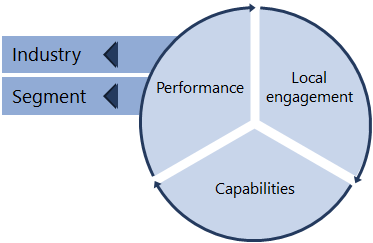 Industry
Segment
Performance
Local
engagement
Capabilities